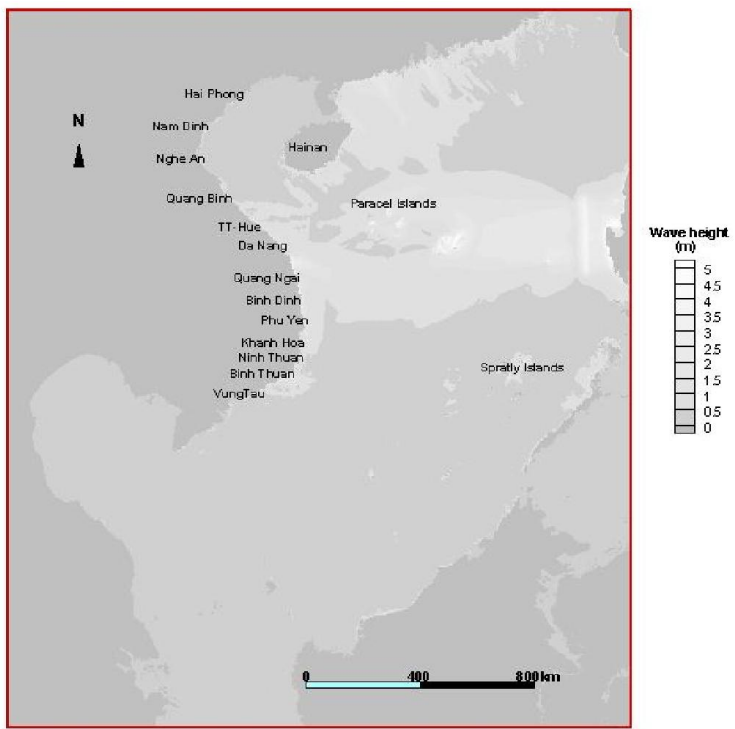 Hai Phong
N
Nam Dinh
Hainan
Nghe An
Quang Binh
Paracel Islands
TT-Hue
Da Nang
Wave height
(m)
5
4.5
4
3.5
3
2.5
2
1.5
1
0.5
0
Quang Ngai
Binh Dinh
Phu Yen
Khanh Hoa
Ninh Thuan
Spratly Islands
Binh Thuan
VungTau
0 400 800km